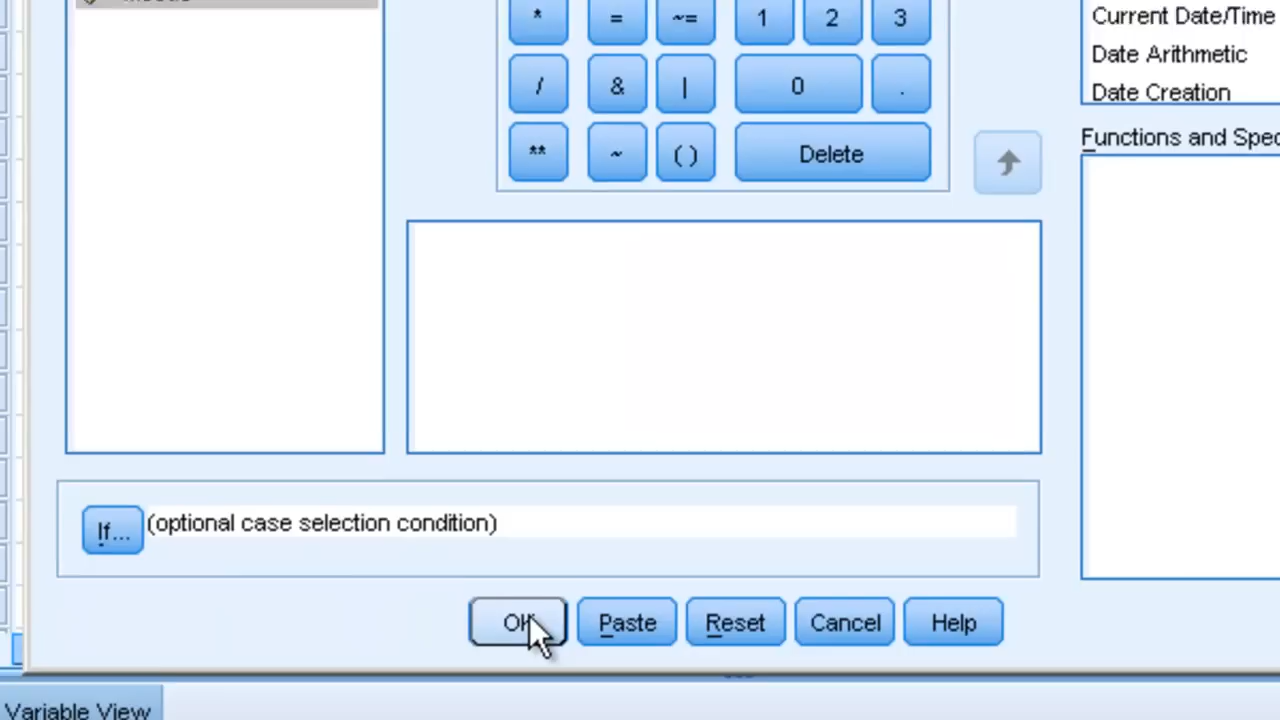 * = ~= 1 2 3
Current Date/Time
Date Arithmetic
Date Creation
/ & | 0 .
** ~ ( ) Delete
Functions and Spec
If... (optional case selection condition)
OK Paste Reset Cancel Help
Variable View